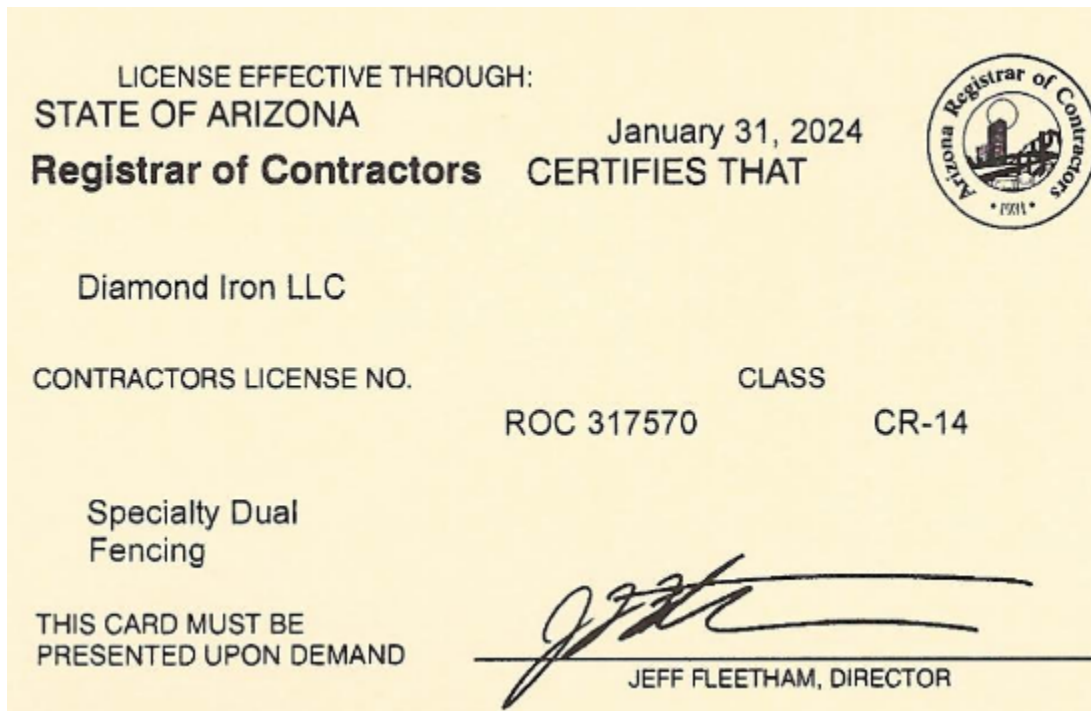 LICENSE EFFECTIVE THROUGH:
STATE OF ARIZONA
January 31, 2024
Registrar of Contractors CERTIFIES THAT
Arizona Registrar of Contractors
• 1931 •
Diamond Iron LLC
CONTRACTORS LICENSE NO. CLASS
ROC 317570 CR-14
Specialty Dual
Fencing
THIS CARD MUST BE
PRESENTED UPON DEMAND
JEFF FLEETHAM, DIRECTOR